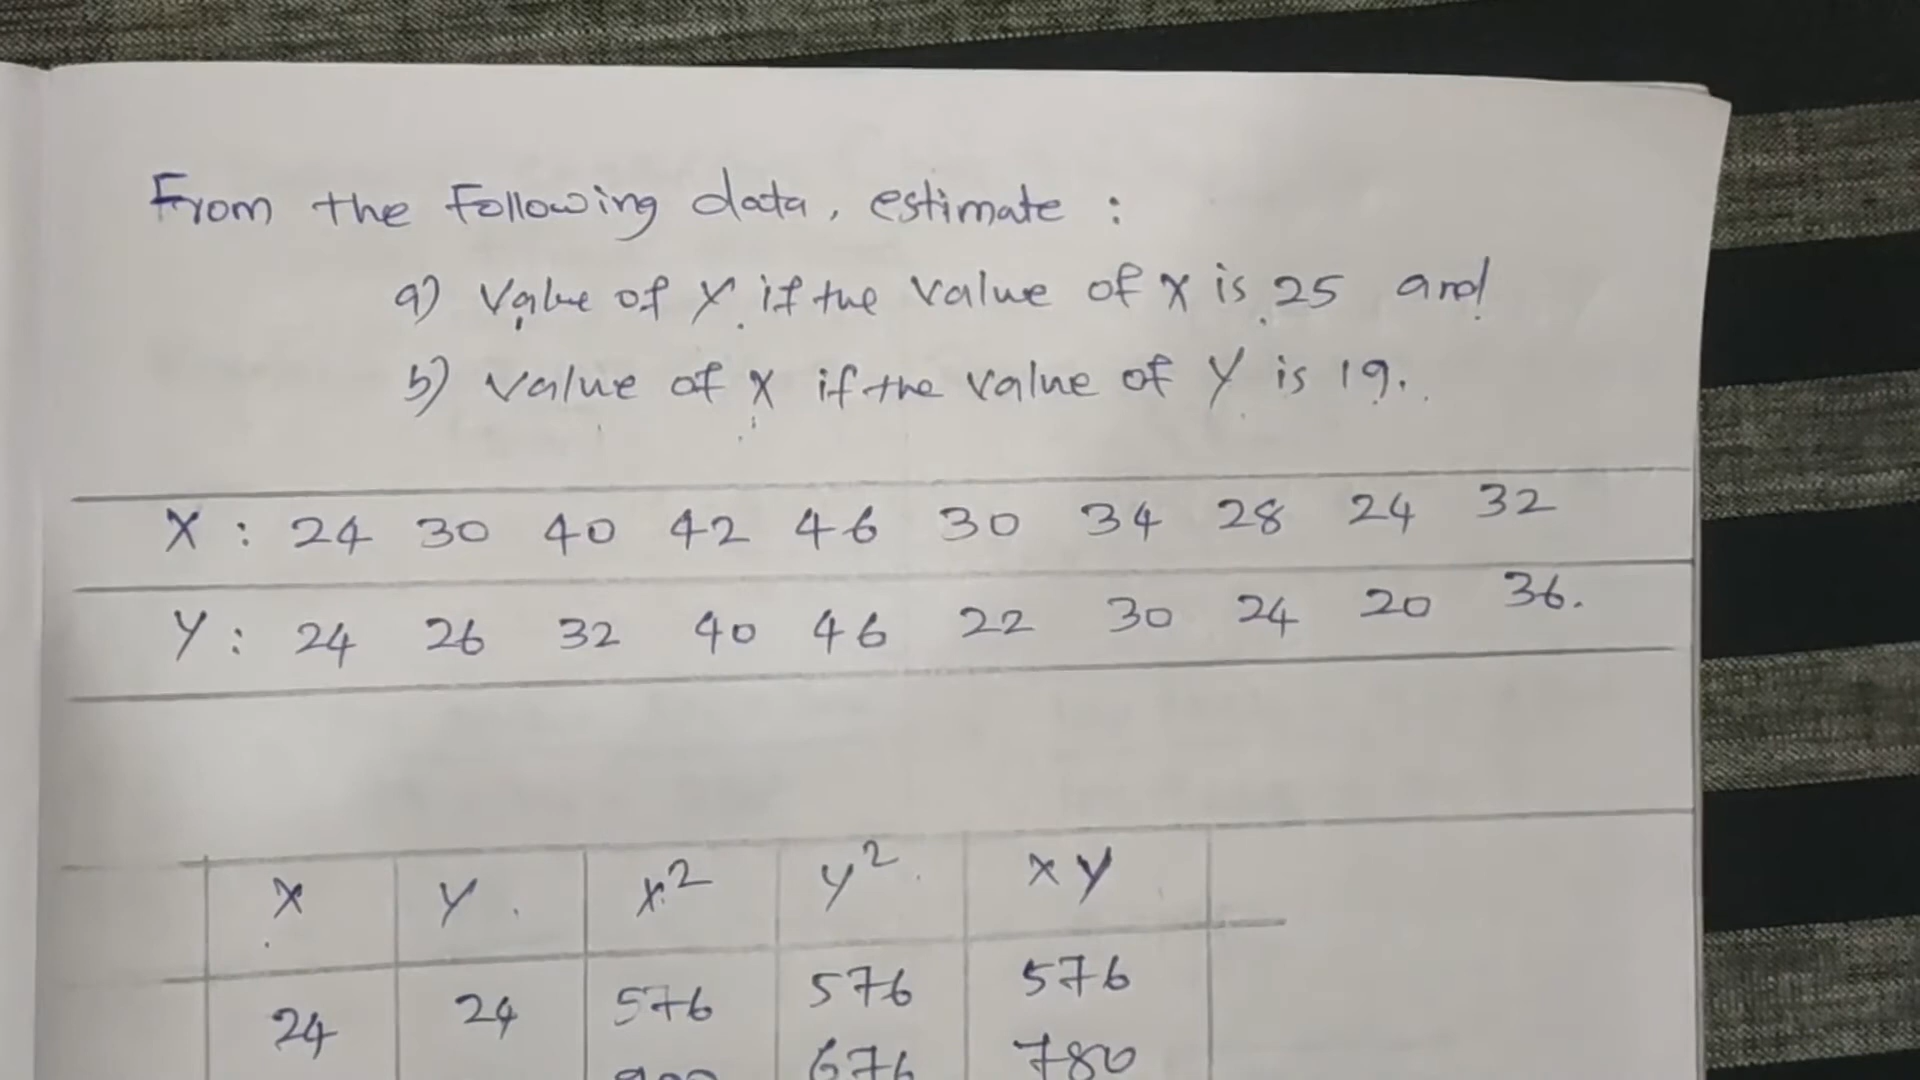 From the following data, estimate :
a) Value of Y if the value of X is 25 and
b) value of X if the value of Y is 19.
X : 24 30 40 42 46 30 34 28 24 32
Y : 24 26 32 40 46 22 30 24 20 36.
X Y x² y² xy
24 24 576 576 576
676 780